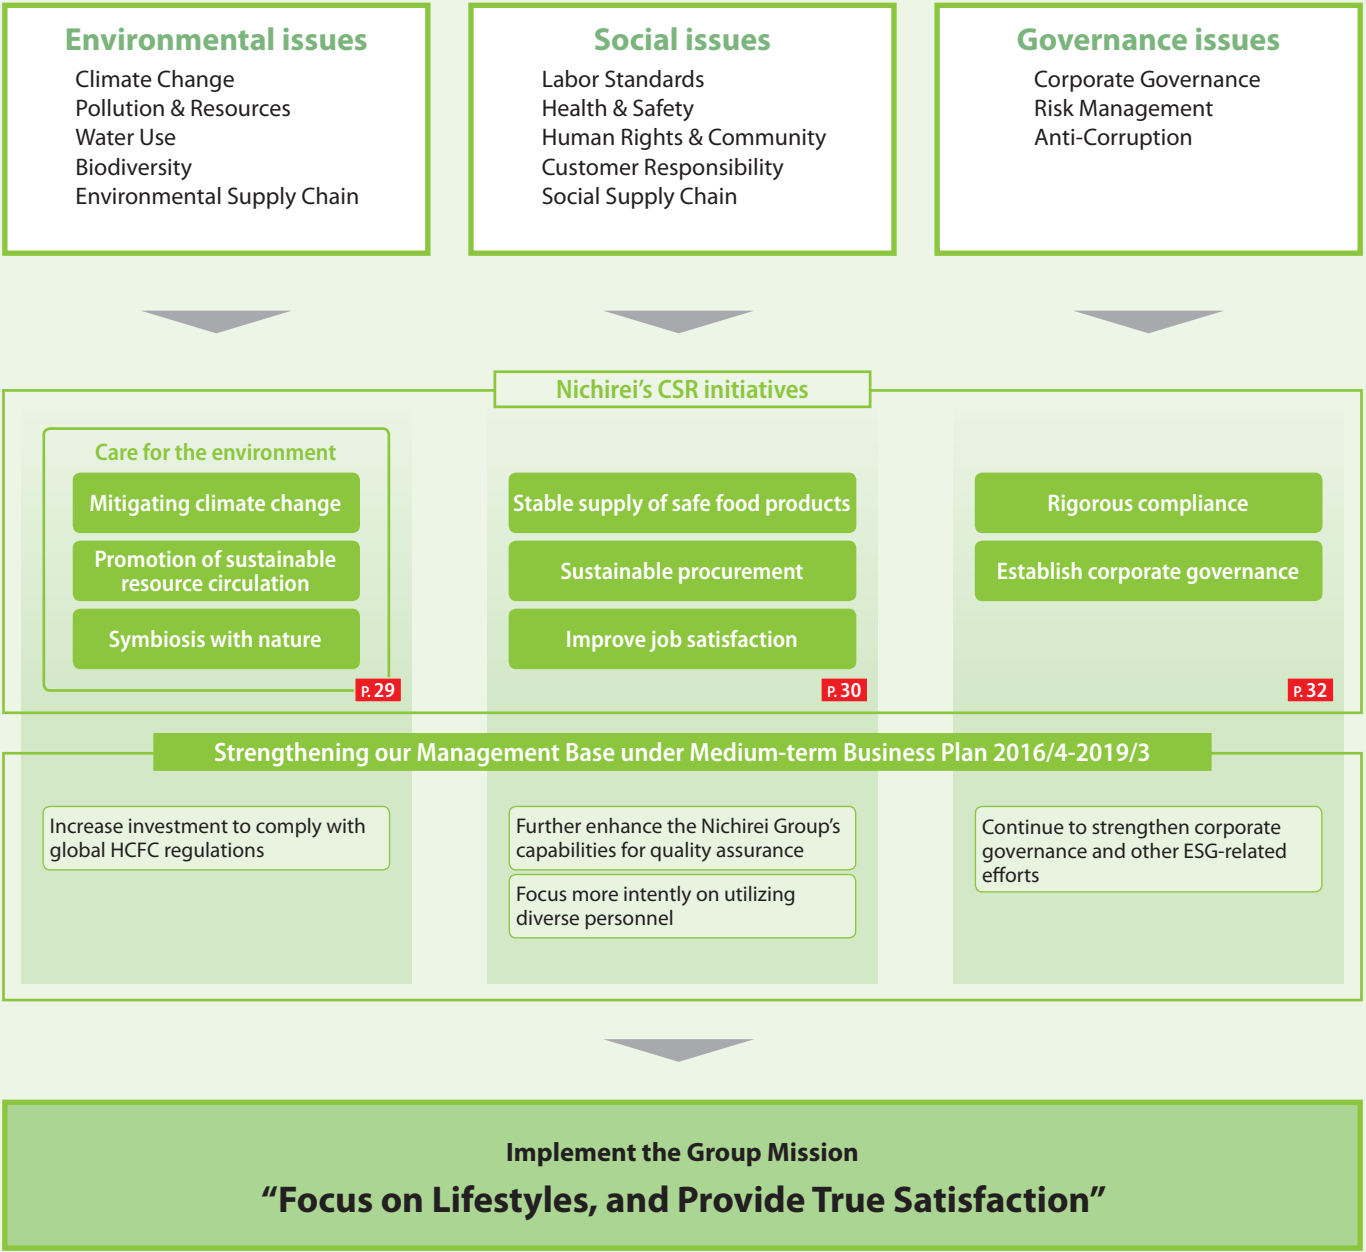 Environmental issues
Climate Change
Pollution & Resources
Water Use
Biodiversity
Environmental Supply Chain
Social issues
Labor Standards
Health & Safety
Human Rights & Community
Customer Responsibility
Social Supply Chain
Governance issues
Corporate Governance
Risk Management
Anti-Corruption
Nichirei’s CSR initiatives
Care for the environment
Mitigating climate change
Promotion of sustainable
resource circulation
Symbiosis with nature
P. 29
Stable supply of safe food products
Sustainable procurement
Improve job satisfaction
P. 30
Rigorous compliance
Establish corporate governance
P. 32
Strengthening our Management Base under Medium-term Business Plan 2016/4-2019/3
Increase investment to comply with
global HCFC regulations
Further enhance the Nichirei Group’s
capabilities for quality assurance
Focus more intently on utilizing
diverse personnel
Continue to strengthen corporate
governance and other ESG-related
efforts
Implement the Group Mission
“Focus on Lifestyles, and Provide True Satisfaction”